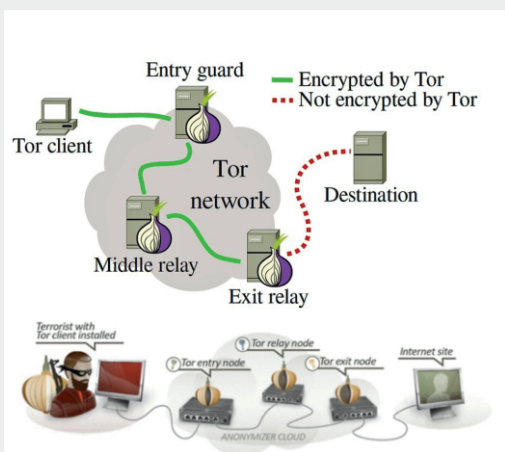 Entry guard
Encrypted by Tor
Not encrypted by Tor
Tor client
Tor
network
Destination
Middle relay
Exit relay
Terrorist with
Tor client installed
Tor entry node
Tor relay node
Tor exit node
Internet site
ANONYMIZER CLOUD